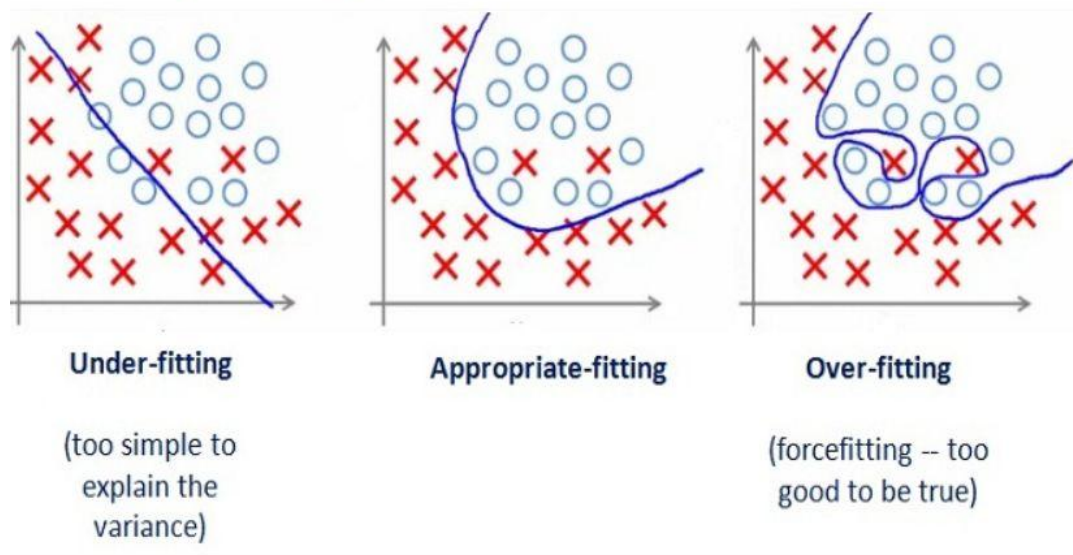 Under-fitting
Appropriate-fitting
Over-fitting
(too simple to
explain the
variance)
(forcefitting -- too
good to be true)